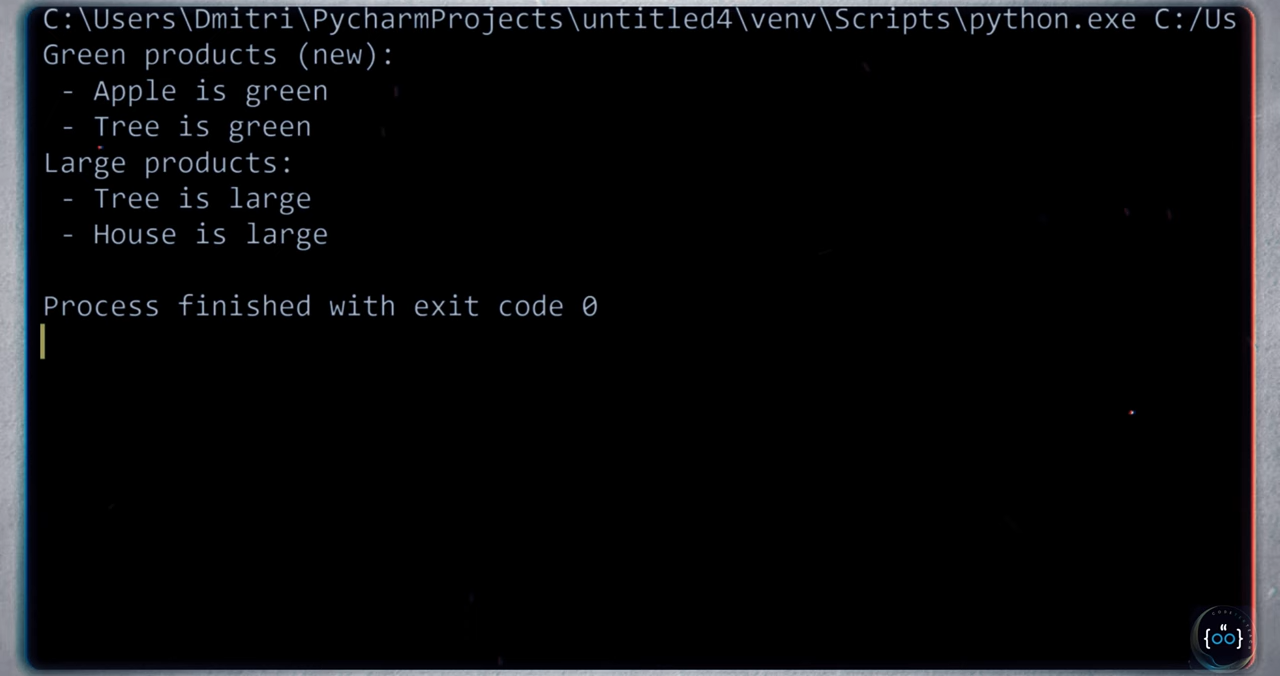 C:\Users\Dmitri\PycharmProjects\untitled4\venv\Scripts\python.exe C:/Us
Green products (new):
- Apple is green
- Tree is green
Large products:
- Tree is large
- House is large
Process finished with exit code 0